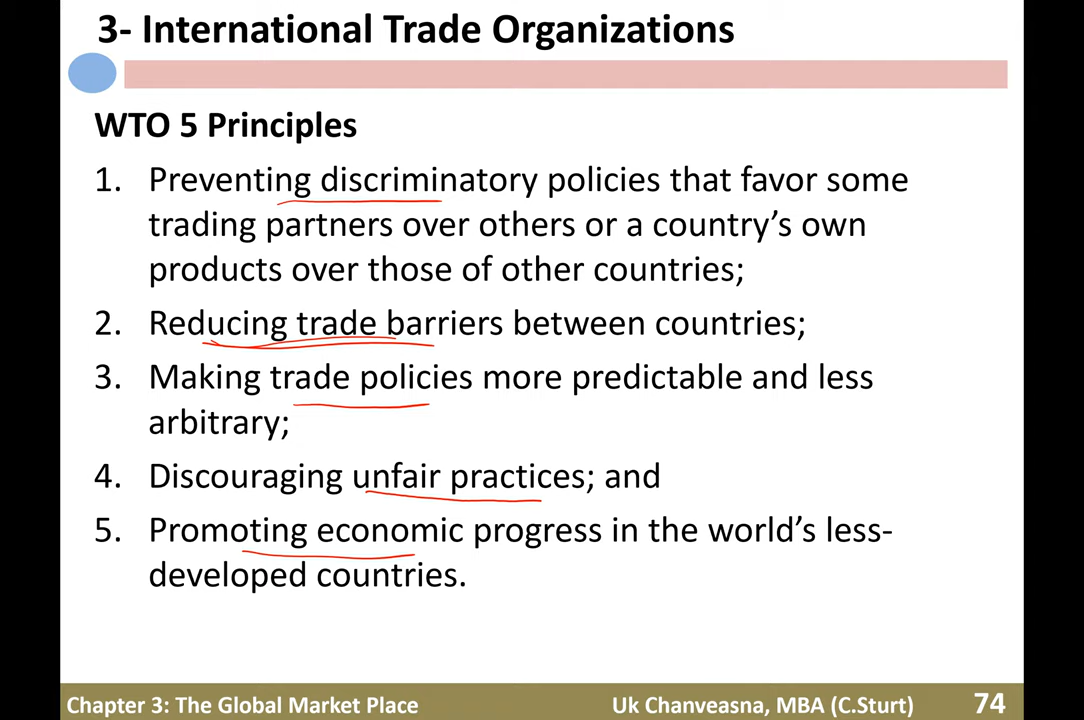 3- International Trade Organizations
WTO 5 Principles
1. Preventing discriminatory policies that favor some
trading partners over others or a country’s own
products over those of other countries;
2. Reducing trade barriers between countries;
3. Making trade policies more predictable and less
arbitrary;
4. Discouraging unfair practices; and
5. Promoting economic progress in the world’s less-
developed countries.
Chapter 3: The Global Market Place Uk Chanveasna, MBA (C.Sturt) 74